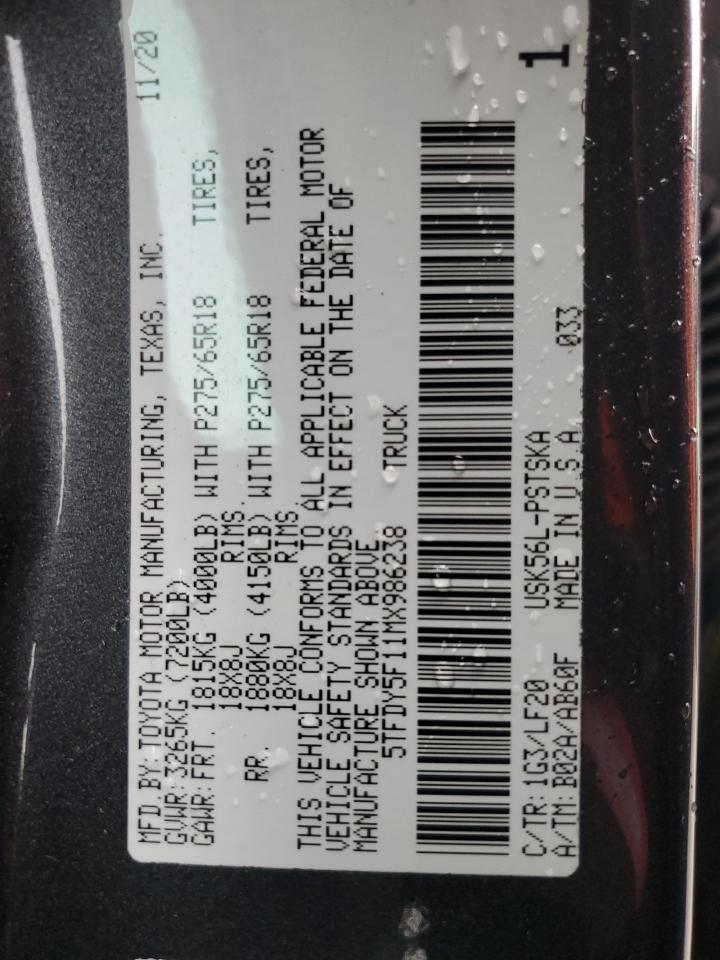 MFD BY:TOYOTA MOTOR MANUFACTURING, TEXAS, INC. 11/20
GVWR:3265KG (7200LB)
GAWR:FRT. 1815KG (4000LB) WITH P275/65R18 TIRES,
18X8J RIMS
RR. 1880KG (4150LB) WITH P275/65R18 TIRES,
18X8J RIMS
THIS VEHICLE CONFORMS TO ALL APPLICABLE FEDERAL MOTOR
VEHICLE SAFETY STANDARDS IN EFFECT ON THE DATE OF
MANUFACTURE SHOWN ABOVE
5TFDY5F11MX986238 TRUCK
C/TR:1G3/LF20 USK56L-PSTSKA
A/TM:B02A/AB60F MADE IN U.S.A. 033
1